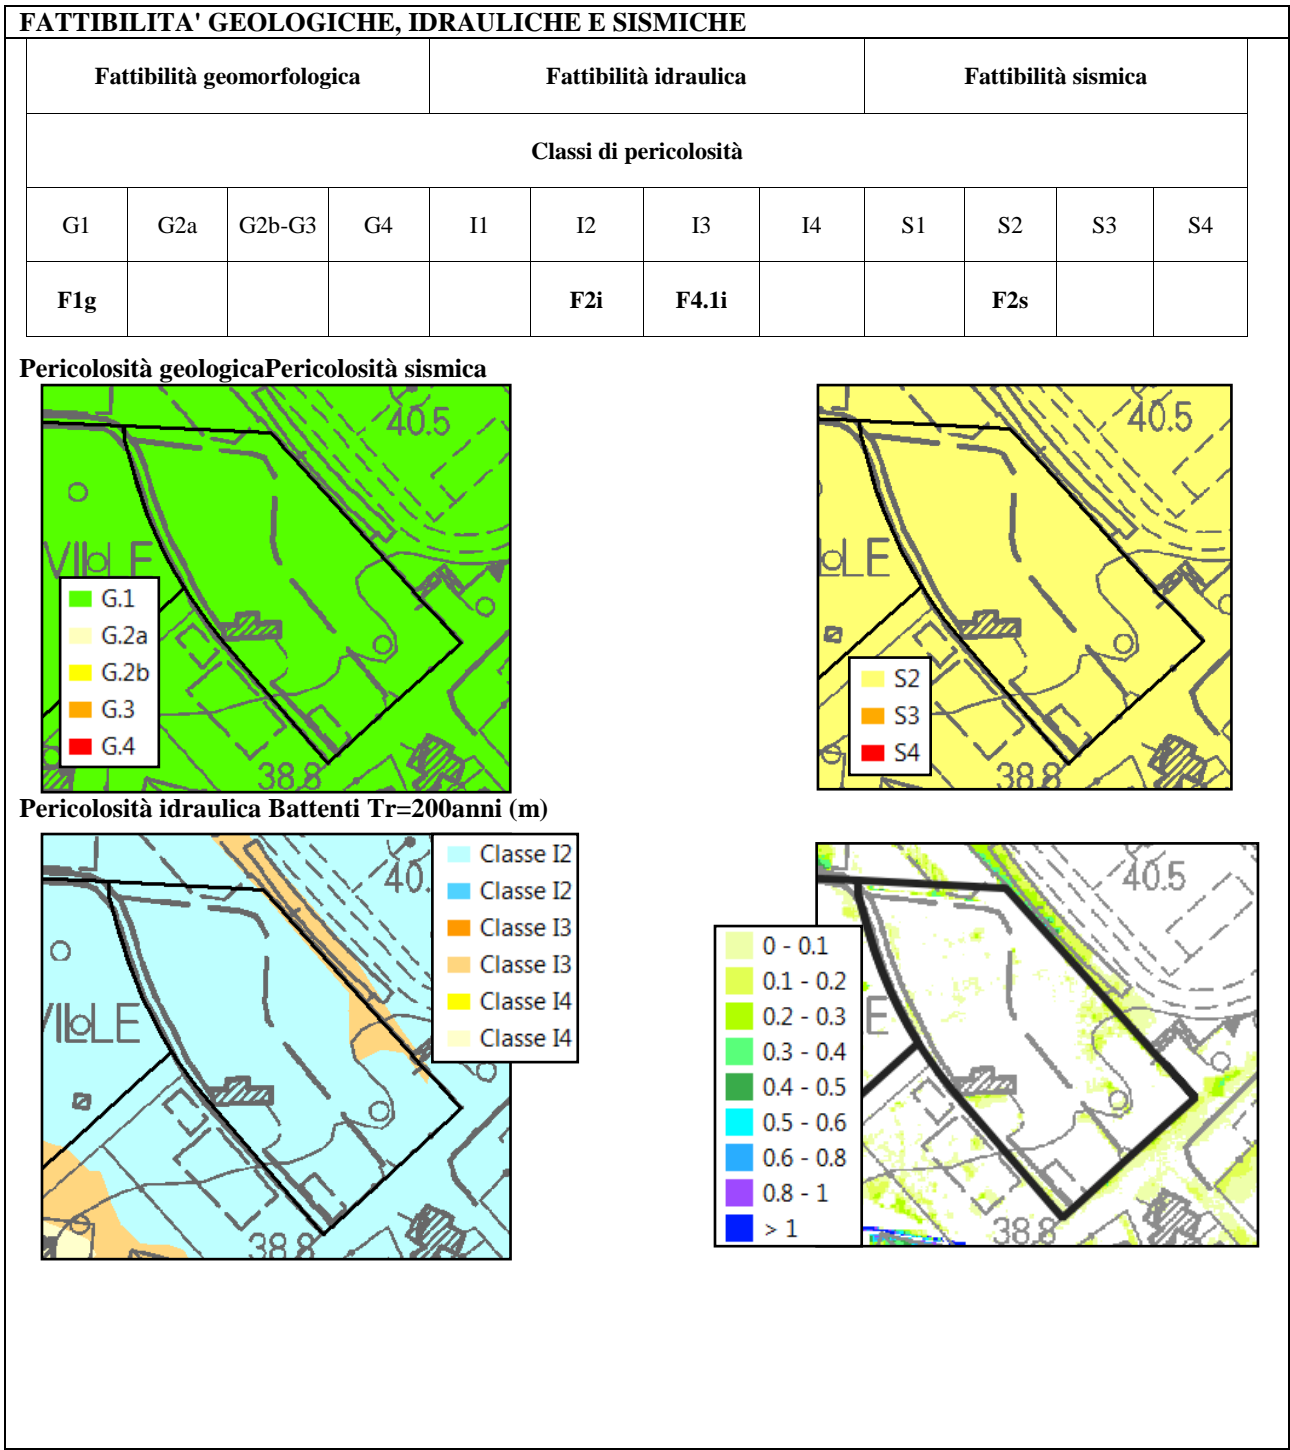 FATTIBILITA' GEOLOGICHE, IDRAULICHE E SISMICHE
Fattibilità geomorfologica Fattibilità idraulica Fattibilità sismica
Classi di pericolosità
G1 G2a G2b-G3 G4 I1 I2 I3 I4 S1 S2 S3 S4
F1g F2i F4.1i F2s
Pericolosità geologicaPericolosità sismica
40.5
VILLE
G.1
G.2a
G.2b
G.3
G.4
38.8
40.5
LLE
S2
S3
S4
38.8
Pericolosità idraulica Battenti Tr=200anni (m)
40.
VILLE
Classe I2
Classe I2
Classe I3
Classe I3
Classe I4
Classe I4
38.8
40.5
E
0 - 0.1
0.1 - 0.2
0.2 - 0.3
0.3 - 0.4
0.4 - 0.5
0.5 - 0.6
0.6 - 0.8
0.8 - 1
> 1
38.8